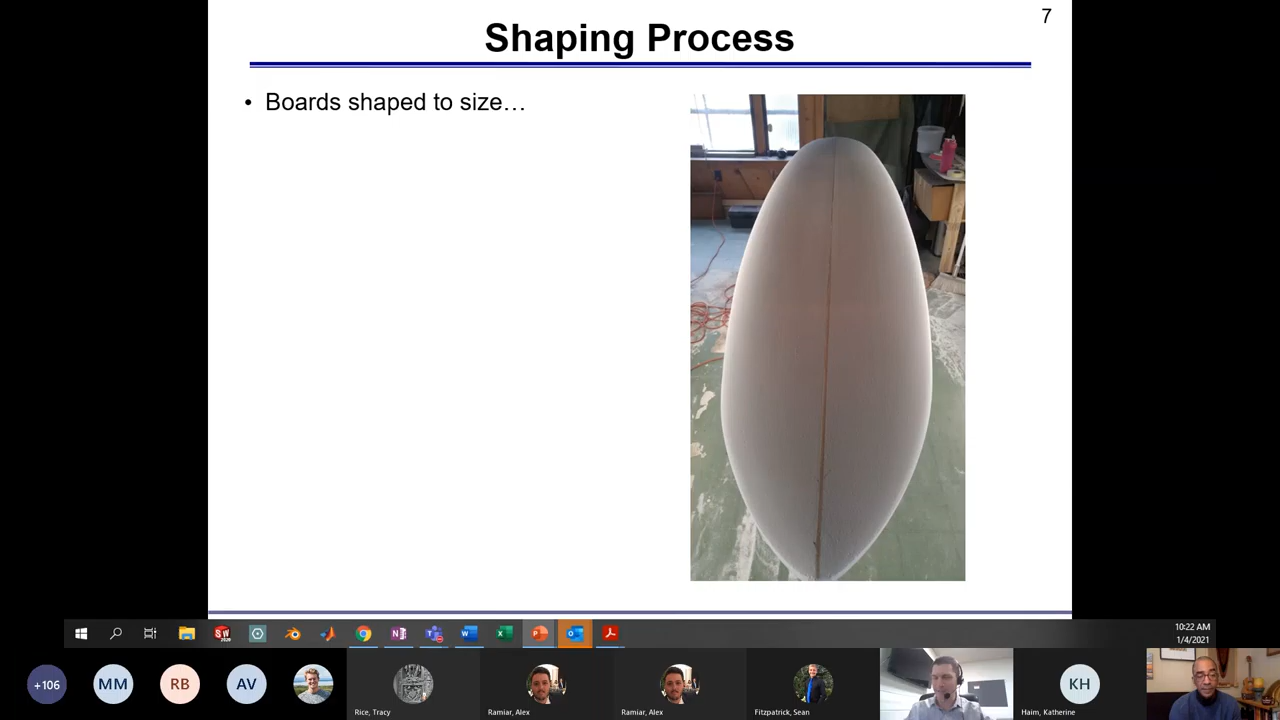 7
Shaping Process
• Boards shaped to size…
10:22 AM
1/4/2021
+106
MM
RB
AV
KH
Rice, Tracy
Ramiar, Alex
Ramiar, Alex
Fitzpatrick, Sean
Haim, Katherine